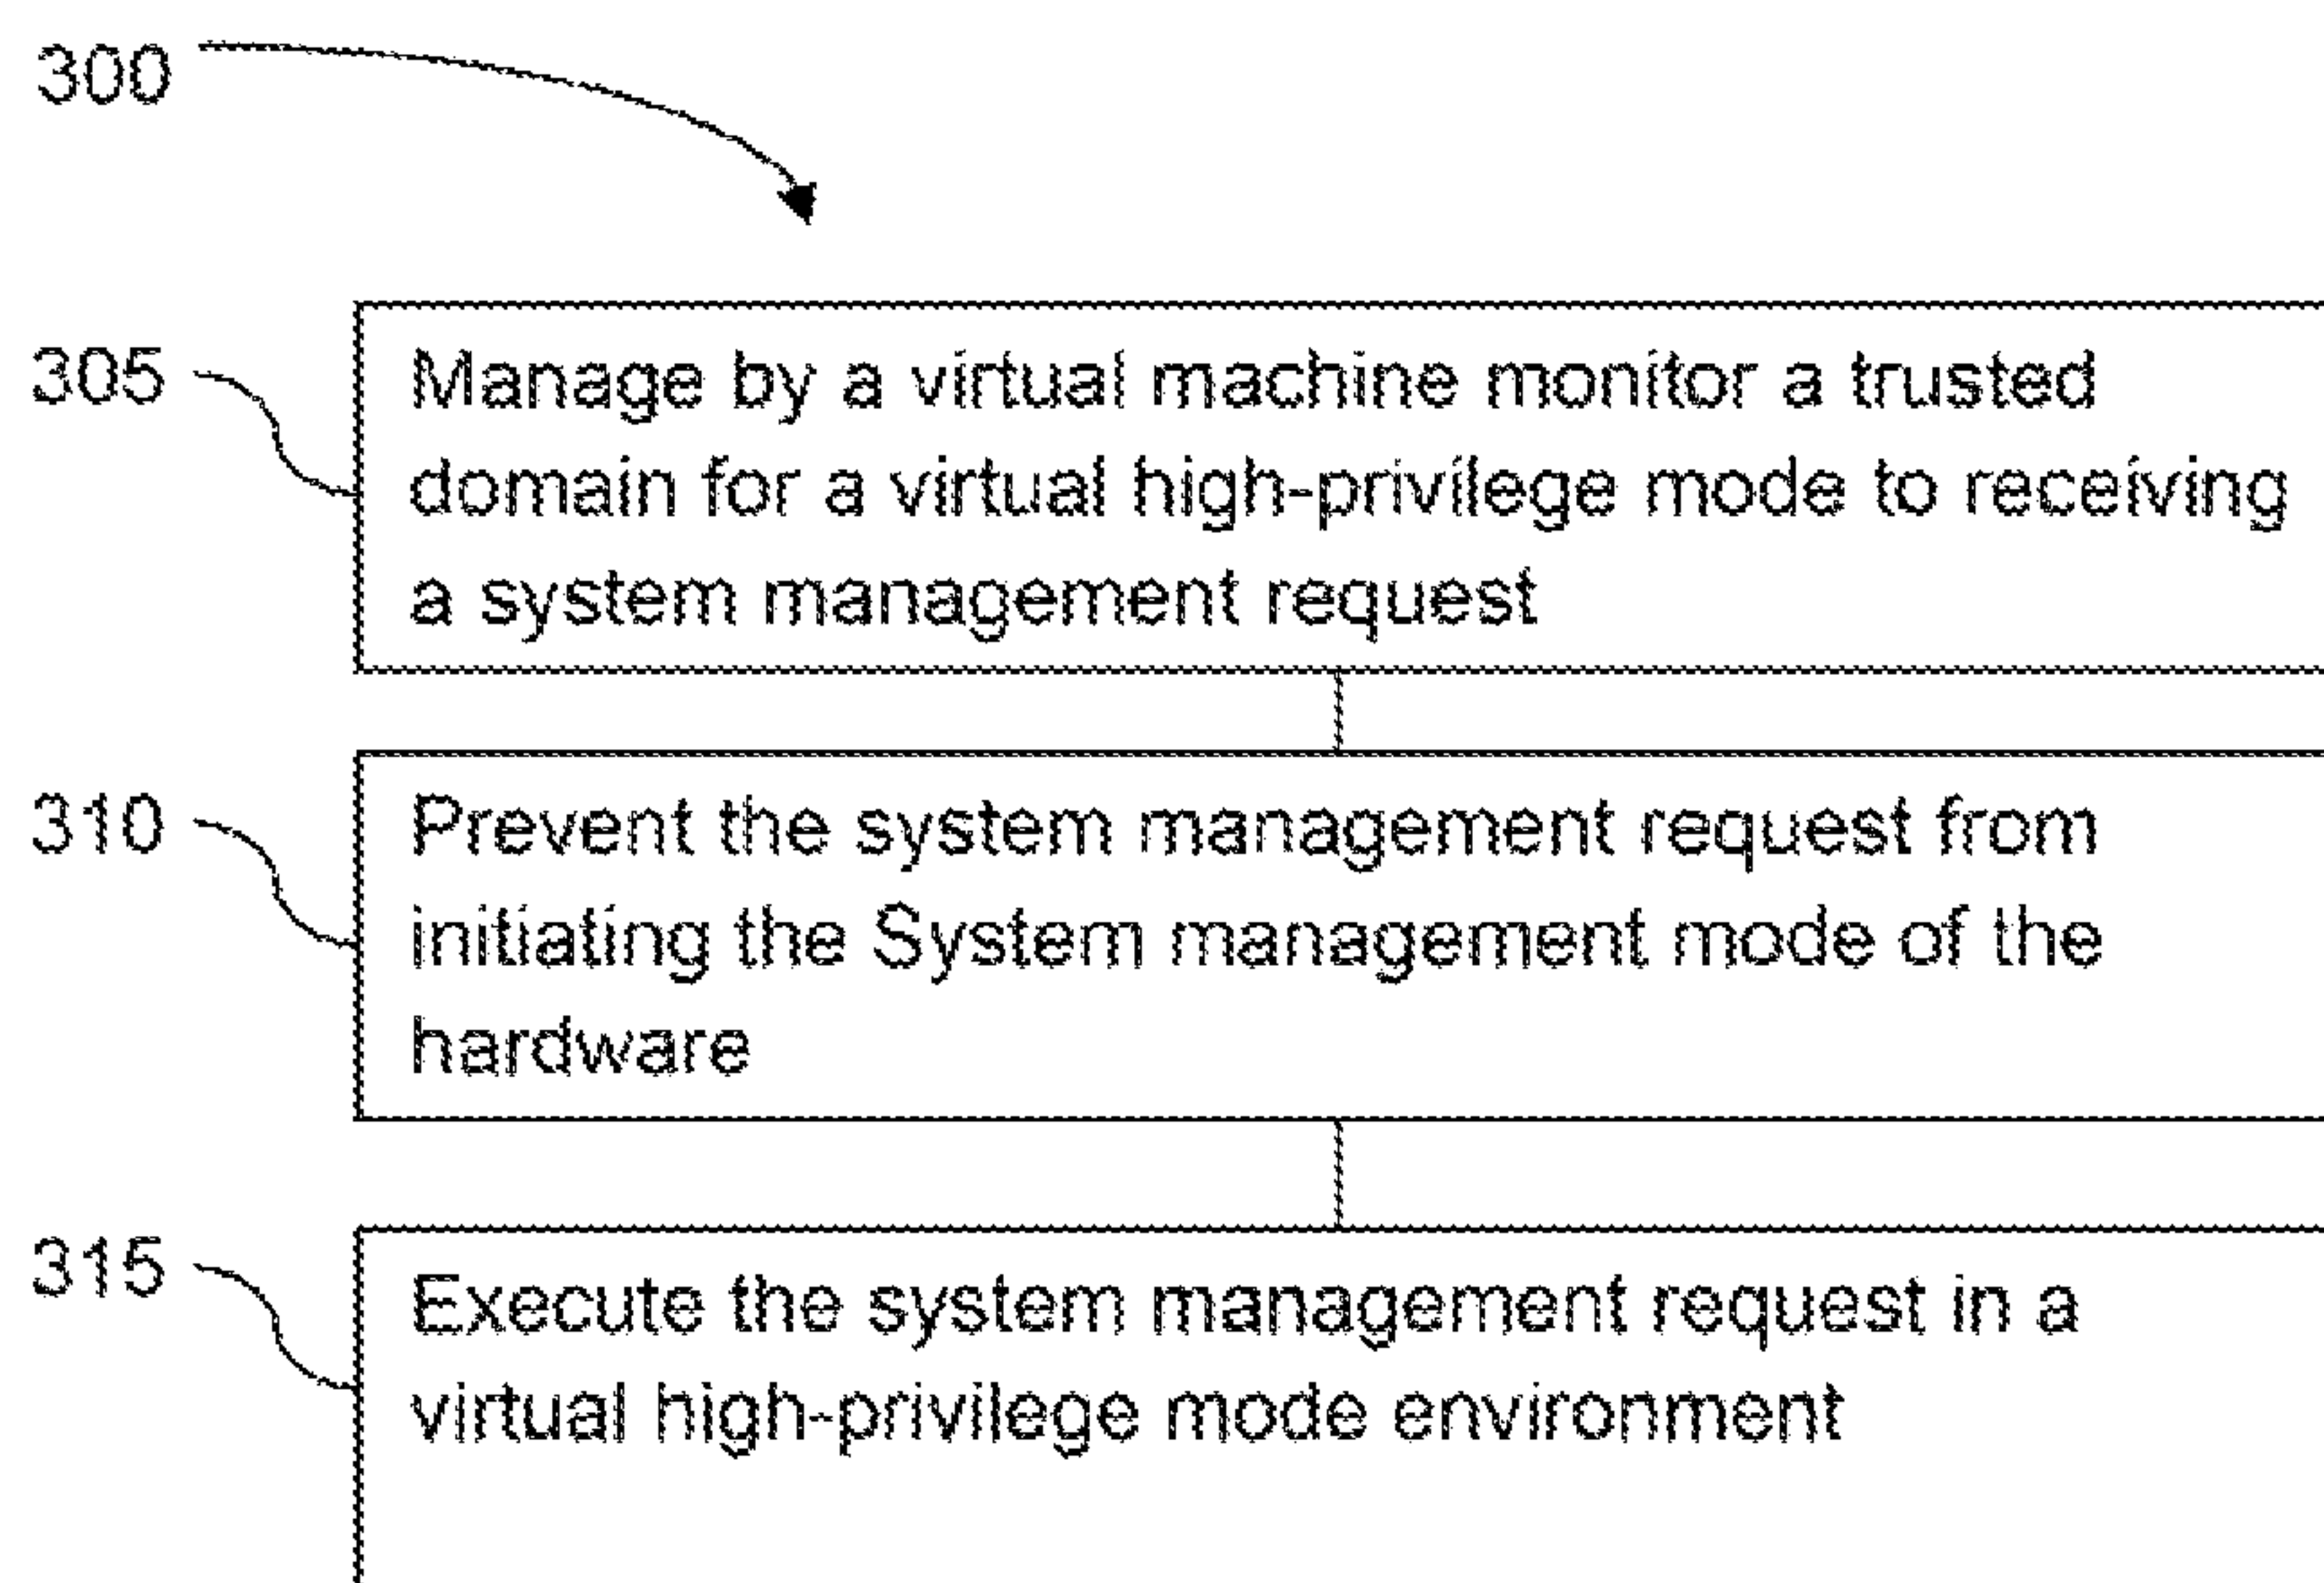 300
305
Manage by a virtual machine monitor a trusted
domain for a virtual high-privilege mode to receiving
a system management request
310
Prevent the system management request from
initiating the System management mode of the
hardware
315
Execute the system management request in a
virtual high-privilege mode environment